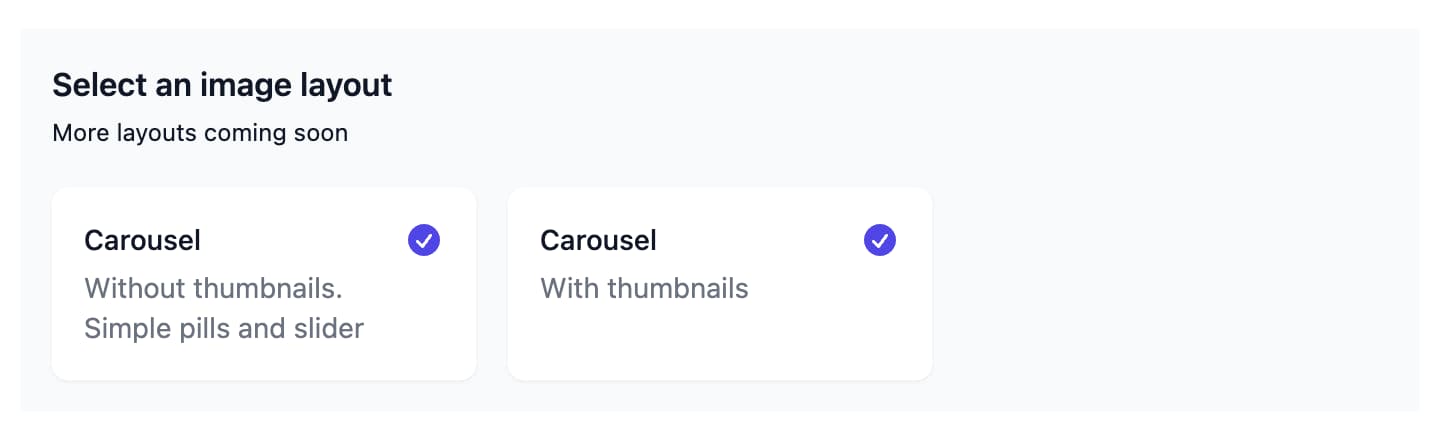 Select an image layout
More layouts coming soon
Carousel
Without thumbnails.
Simple pills and slider
Carousel
With thumbnails